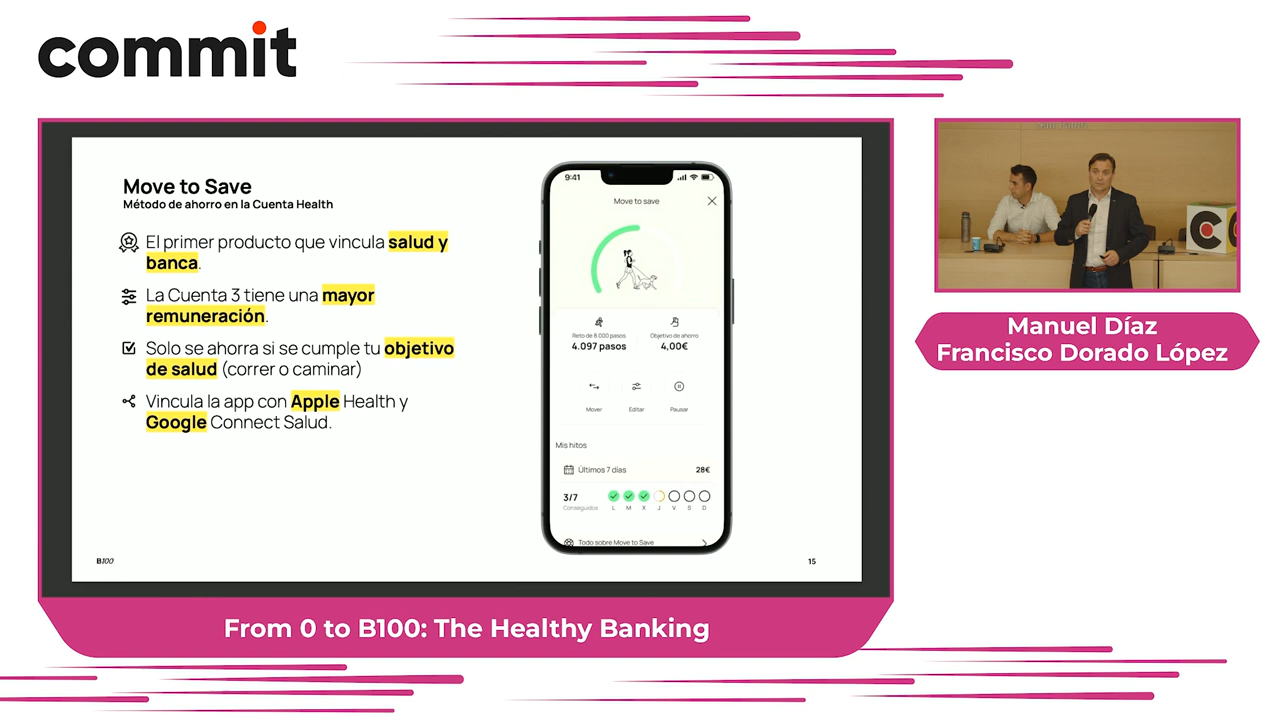 commit
Move to Save
Método de ahorro en la Cuenta Health
El primer producto que vincula salud y
banca.
La Cuenta 3 tiene una mayor
remuneración.
Solo se ahorra si se cumple tu objetivo
de salud (correr o caminar)
Vincula la app con Apple Health y
Google Connect Salud.
B100
15
9:41
Move to save
Reto de 8.000 pasos
4.097 pasos
Objetivo de ahorro
4,00€
Mover
Editar
Pausar
Mis hitos
Últimos 7 días
28€
3/7
Conseguidos
L M X J V S D
Todo sobre Move to Save
Manuel Díaz
Francisco Dorado López
From 0 to B100: The Healthy Banking